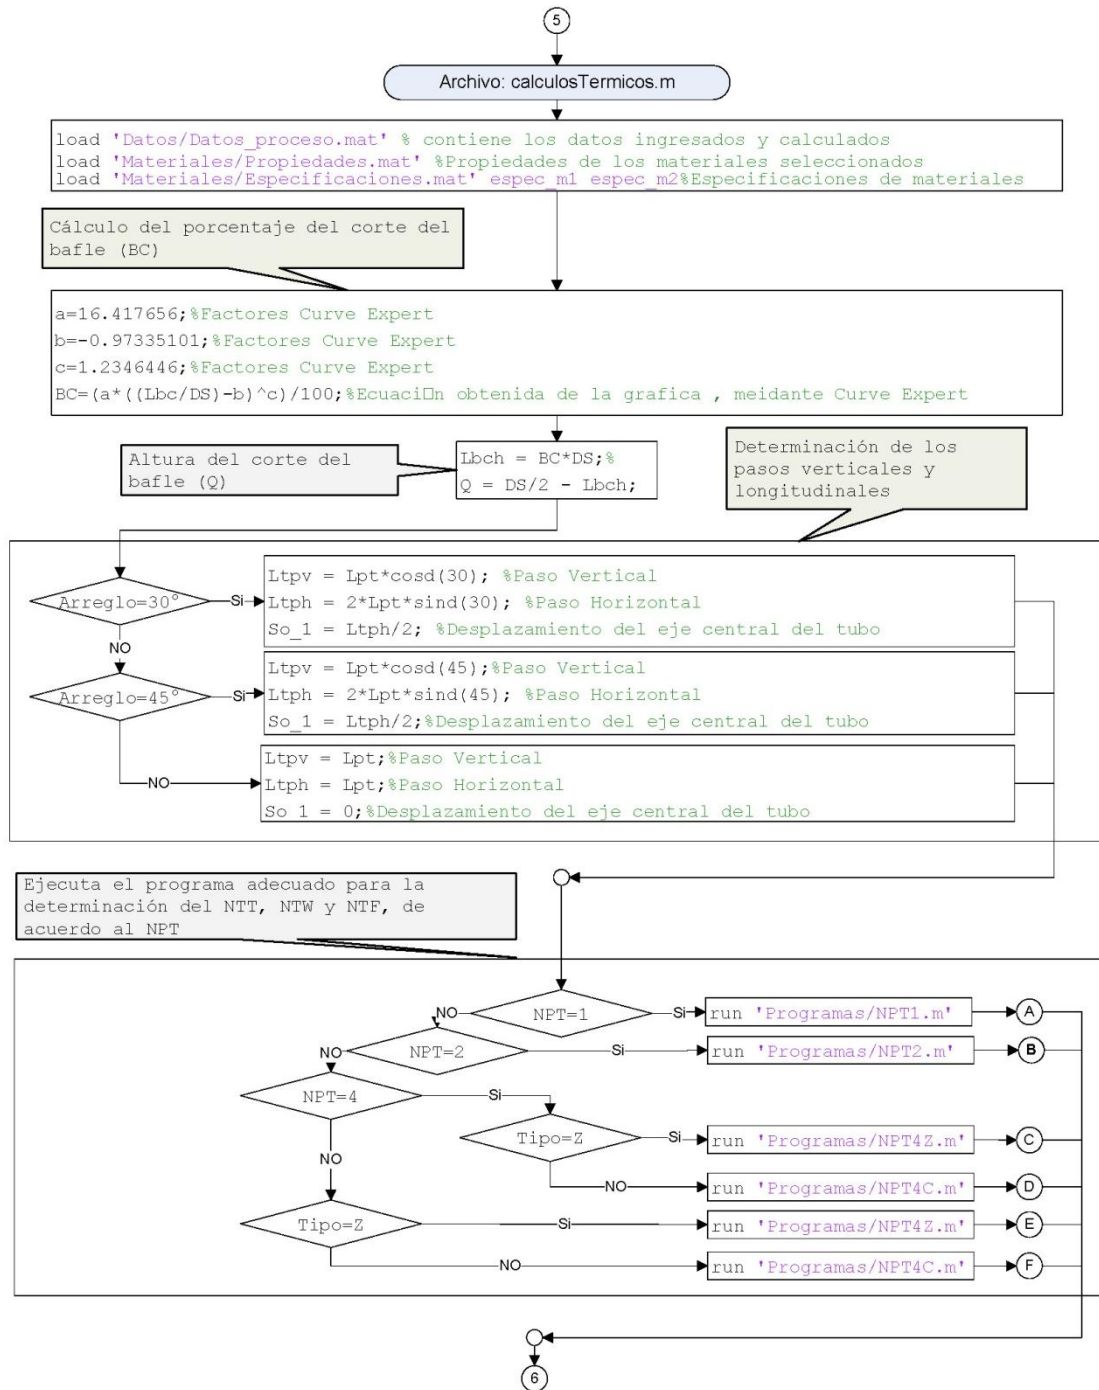 5
Archivo: calculosTermicos.m
load 'Datos/Datos_proceso.mat' % contiene los datos ingresados y calculados
load 'Materiales/Propiedades.mat' %Propiedades de los materiales seleccionados
load 'Materiales/Especificaciones.mat' espec_m1 espec_m2%Especificaciones de materiales
Cálculo del porcentaje del corte del
bafle (BC)
a=16.417656;%Factores Curve Expert
b=-0.97335101;%Factores Curve Expert
c=1.2346446;%Factores Curve Expert
BC=(a*((Lbc/DS)-b)^c)/100;%Ecuaci□n obtenida de la grafica , meidante Curve Expert
Altura del corte del
bafle (Q)
Lbch = BC*DS;%
Q = DS/2 - Lbch;
Determinación de los
pasos verticales y
longitudinales
Arreglo=30°
Si
Ltpv = Lpt*cosd(30); %Paso Vertical
Ltph = 2*Lpt*sind(30); %Paso Horizontal
So_1 = Ltph/2; %Desplazamiento del eje central del tubo
NO
Arreglo=45°
Si
Ltpv = Lpt*cosd(45);%Paso Vertical
Ltph = 2*Lpt*sind(45); %Paso Horizontal
So_1 = Ltph/2;%Desplazamiento del eje central del tubo
NO
Ltpv = Lpt;%Paso Vertical
Ltph = Lpt;%Paso Horizontal
So_1 = 0;%Desplazamiento del eje central del tubo
Ejecuta el programa adecuado para la
determinación del NTT, NTW y NTF, de
acuerdo al NPT
NPT=1
Si
run 'Programas/NPT1.m'
A
NO
NPT=2
Si
run 'Programas/NPT2.m'
B
NO
NPT=4
Si
Tipo=Z
Si
run 'Programas/NPT4Z.m'
C
NO
run 'Programas/NPT4C.m'
D
NO
Tipo=Z
Si
run 'Programas/NPT4Z.m'
E
NO
run 'Programas/NPT4C.m'
F
6